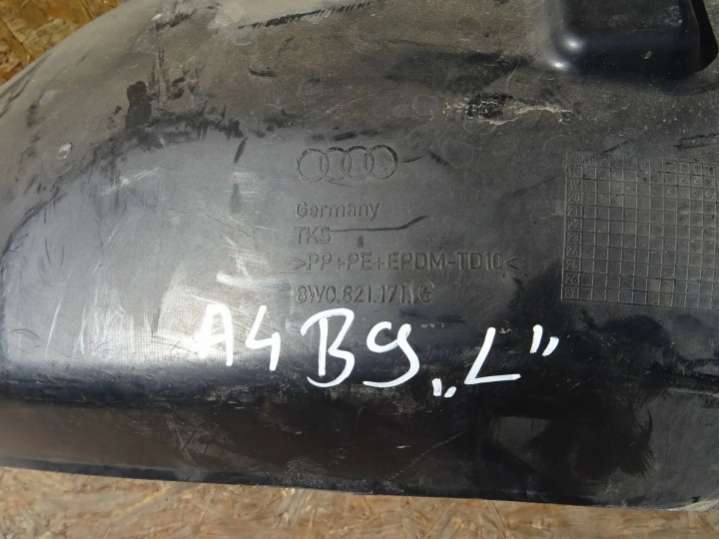 Germany
TKS
>PP+PE+EPDM-TD10<
8W0.821.171.G
A4 B9 „L”